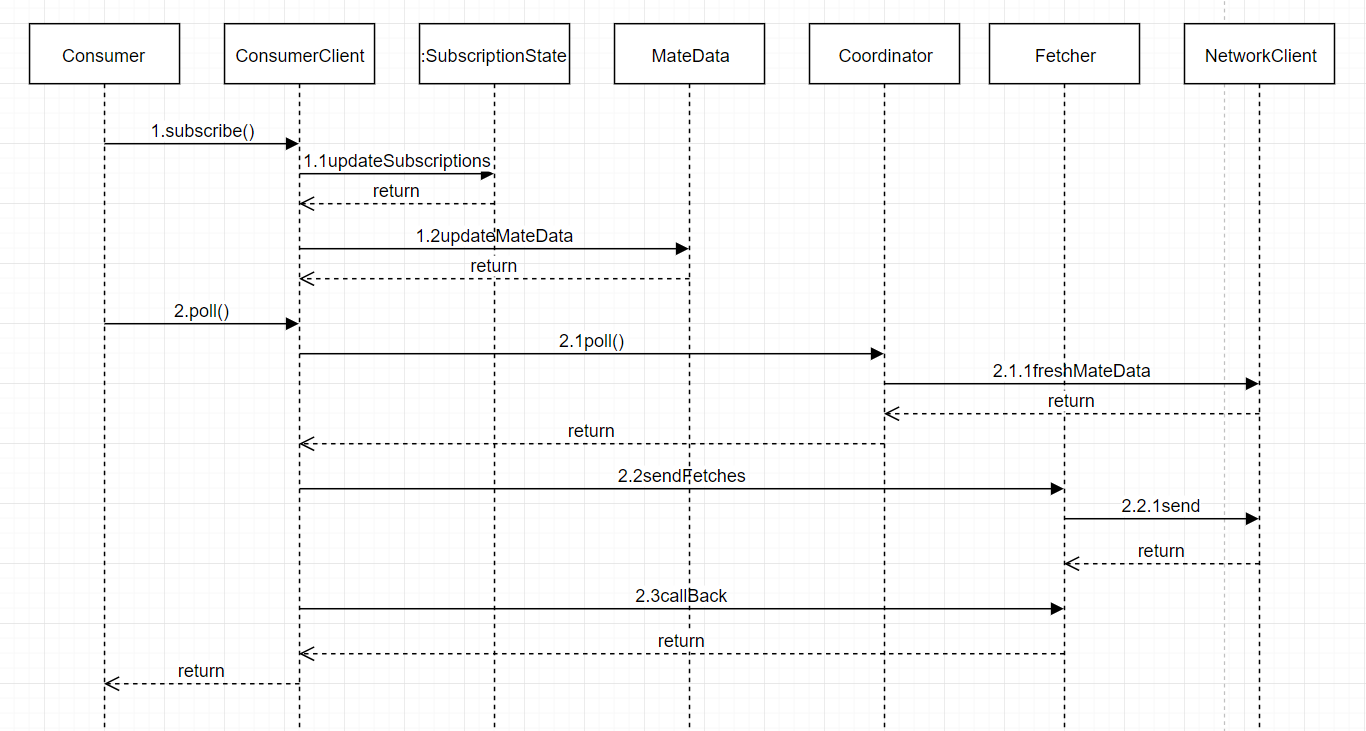 Consumer
ConsumerClient
:SubscriptionState
MateData
Coordinator
Fetcher
NetworkClient
1.subscribe()
1.1updateSubscriptions
return
1.2updateMateData
return
2.poll()
2.1poll()
2.1.1freshMateData
return
return
2.2sendFetches
2.2.1send
return
2.3callBack
return
return